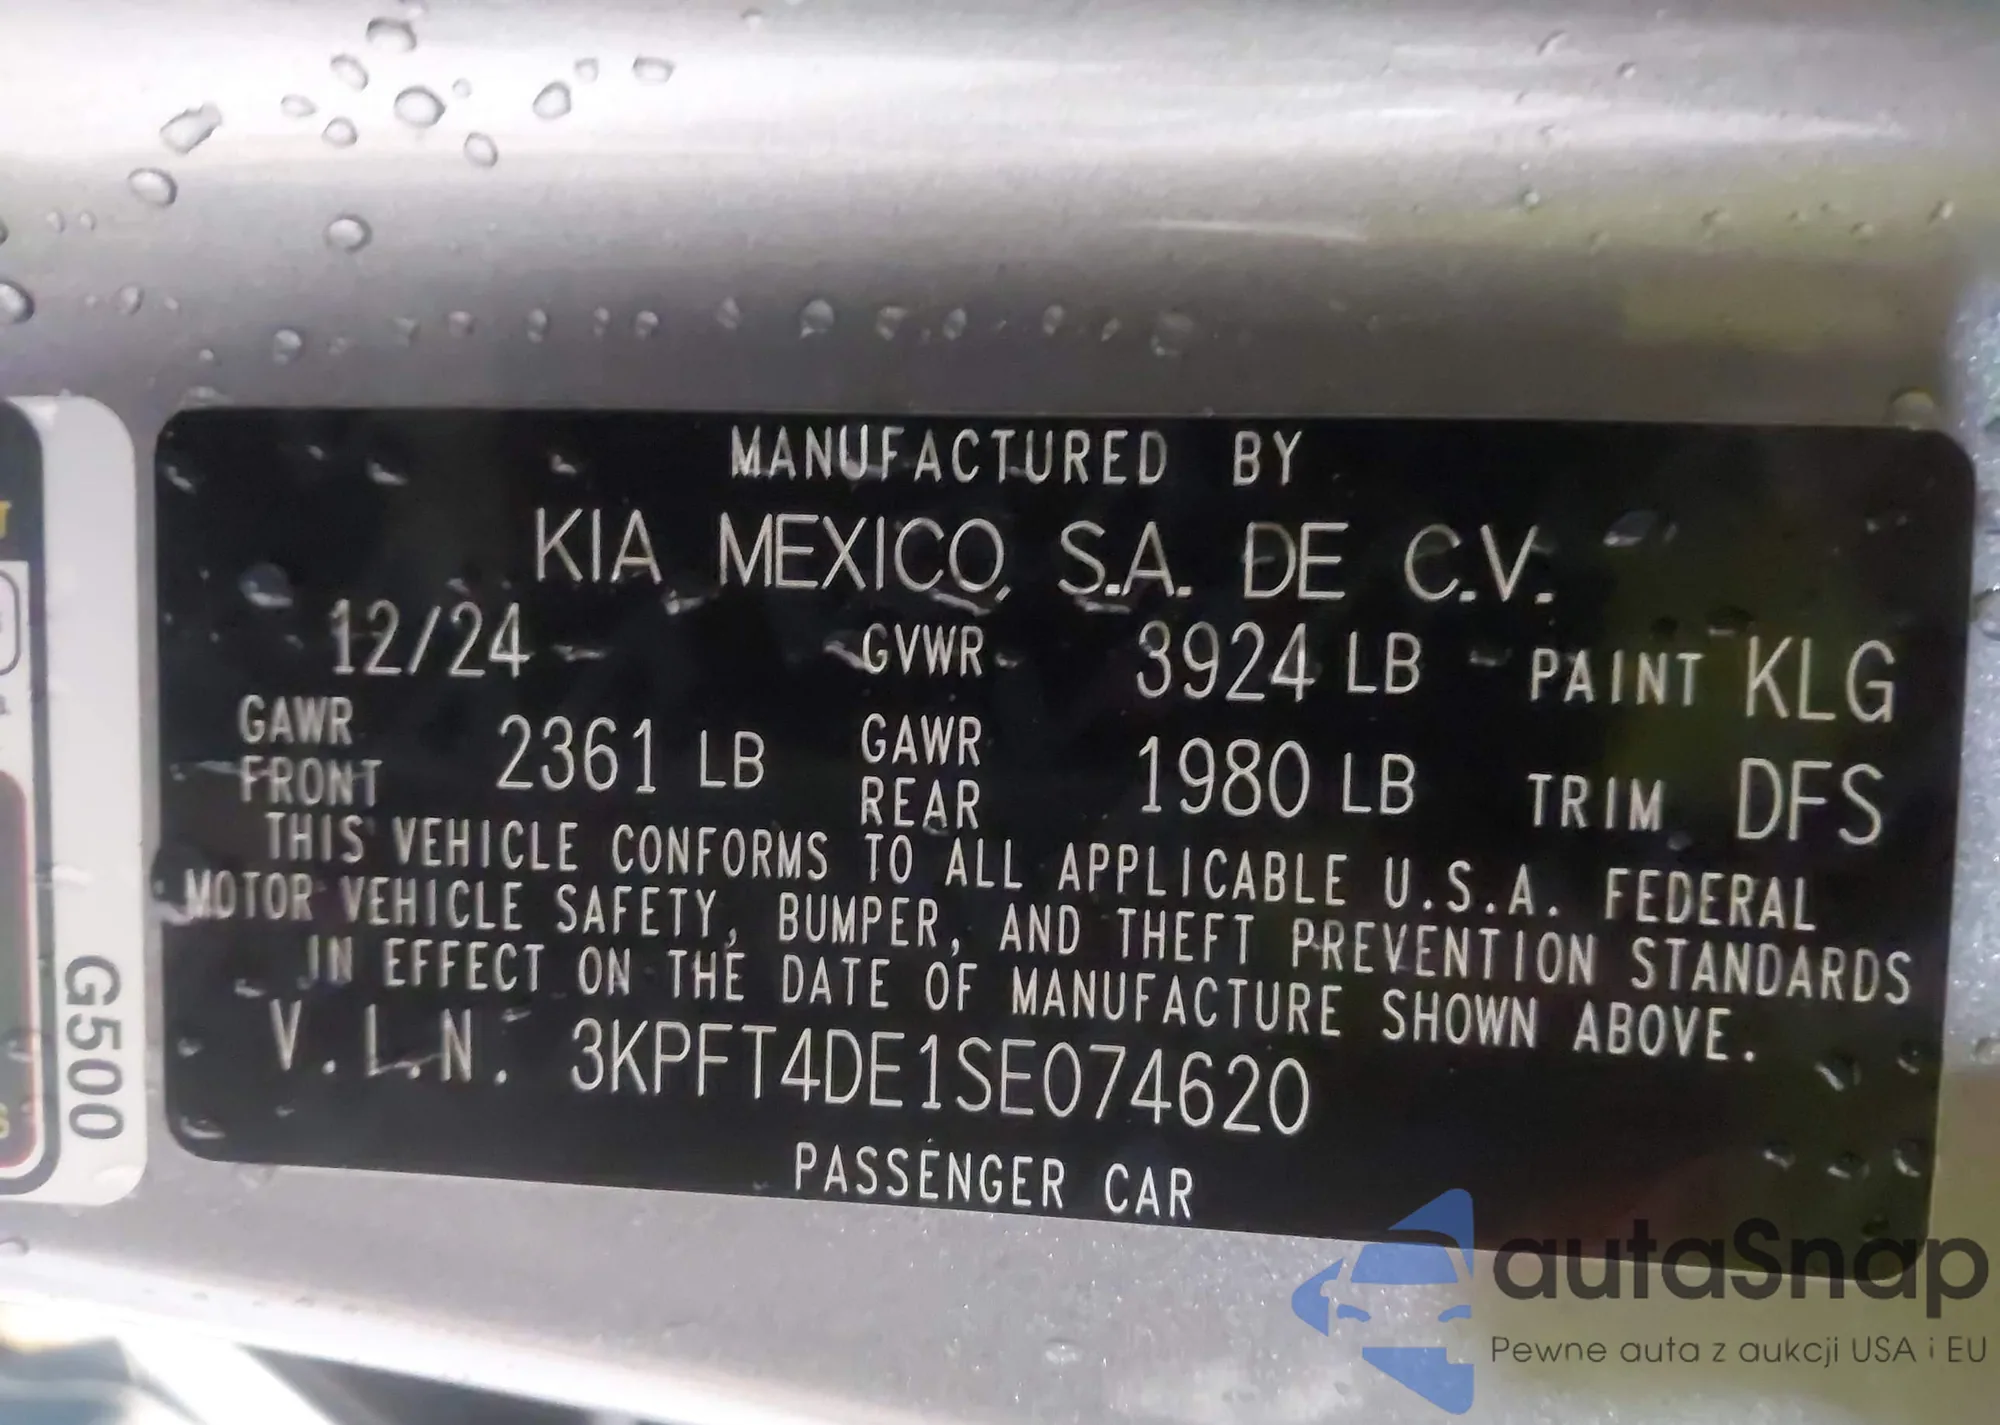 MANUFACTURED BY
KIA MEXICO, S.A. DE C.V.
12/24 GVWR 3924 LB PAINT KLG
GAWR FRONT 2361 LB GAWR REAR 1980 LB TRIM DFS
THIS VEHICLE CONFORMS TO ALL APPLICABLE U.S.A. FEDERAL
MOTOR VEHICLE SAFETY, BUMPER, AND THEFT PREVENTION STANDARDS
IN EFFECT ON THE DATE OF MANUFACTURE SHOWN ABOVE.
V.I.N. 3KPFT4DE1SE074620
PASSENGER CAR
G500
autaSnap
Pewne auta z aukcji USA i EU